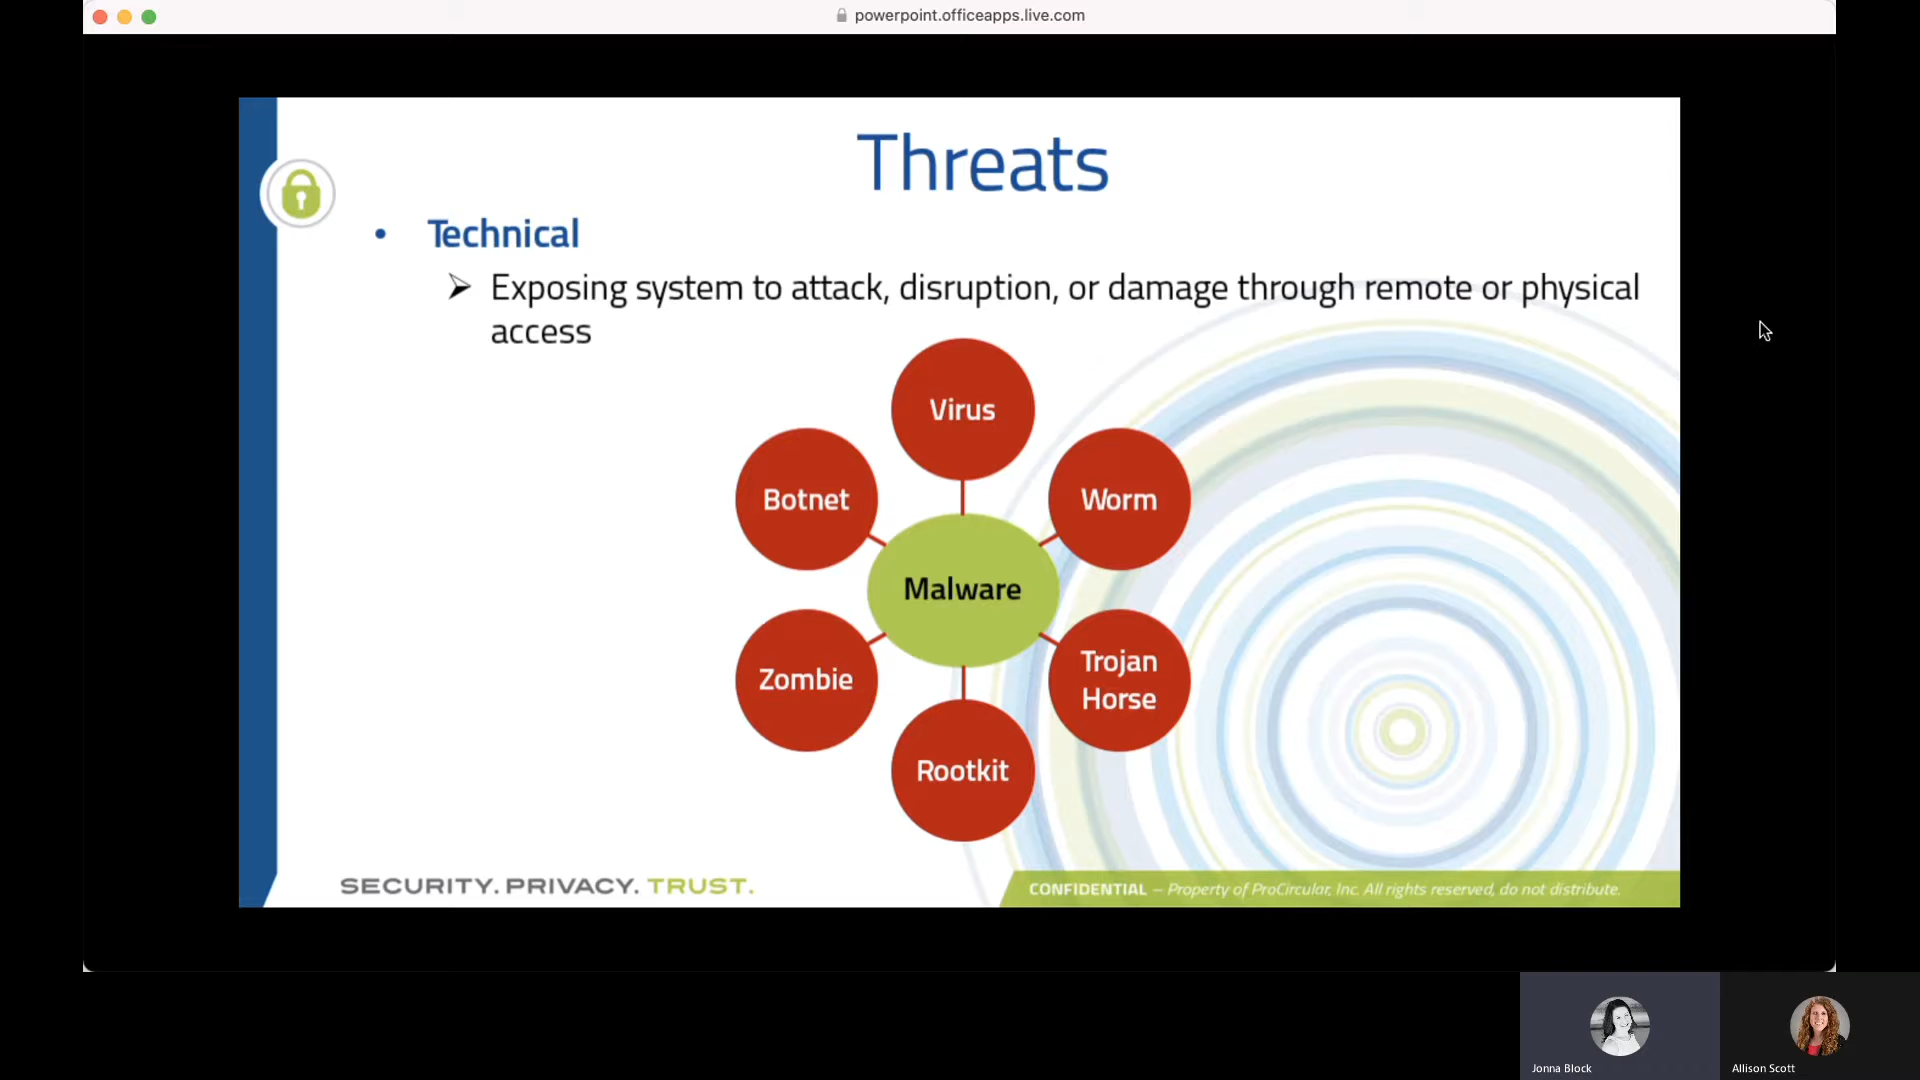 powerpoint.officeapps.live.com
Threats
• Technical
➢ Exposing system to attack, disruption, or damage through remote or physical
access
Virus
Botnet
Worm
Malware
Zombie
Trojan
Horse
Rootkit
SECURITY. PRIVACY. TRUST.
CONFIDENTIAL – Property of ProCircular, Inc. All rights reserved, do not distribute.
Jonna Block
Allison Scott